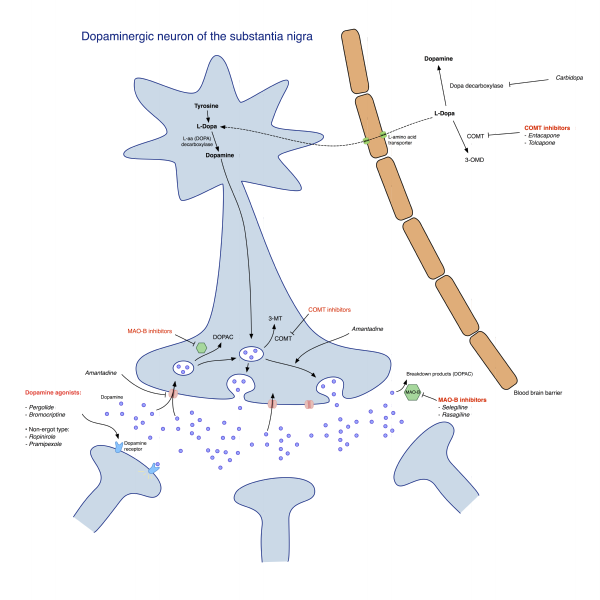 Dopaminergic neuron of the substantia nigra
Dopamine
Dopa decarboxylase
Carbidopa
L-Dopa
COMT inhibitors
- Entacapone
- Tolcapone
COMT
3-OMD
L-amino acid
transporter
Tyrosine
L-Dopa
L-aa (DOPA)
decarboxylase
Dopamine
3-MT
COMT inhibitors
MAO-B inhibitors
DOPAC
COMT
Amantadine
Amantadine
Breakdown products (DOPAC)
MAO-B
Blood brain barrier
MAO-B inhibitors
- Selegiline
- Rasagiline
Dopamine agonists:
- Pergolide
- Bromocriptine
• Non-ergot type:
- Ropinirole
- Pramipexole
Dopamine
Dopamine
receptor